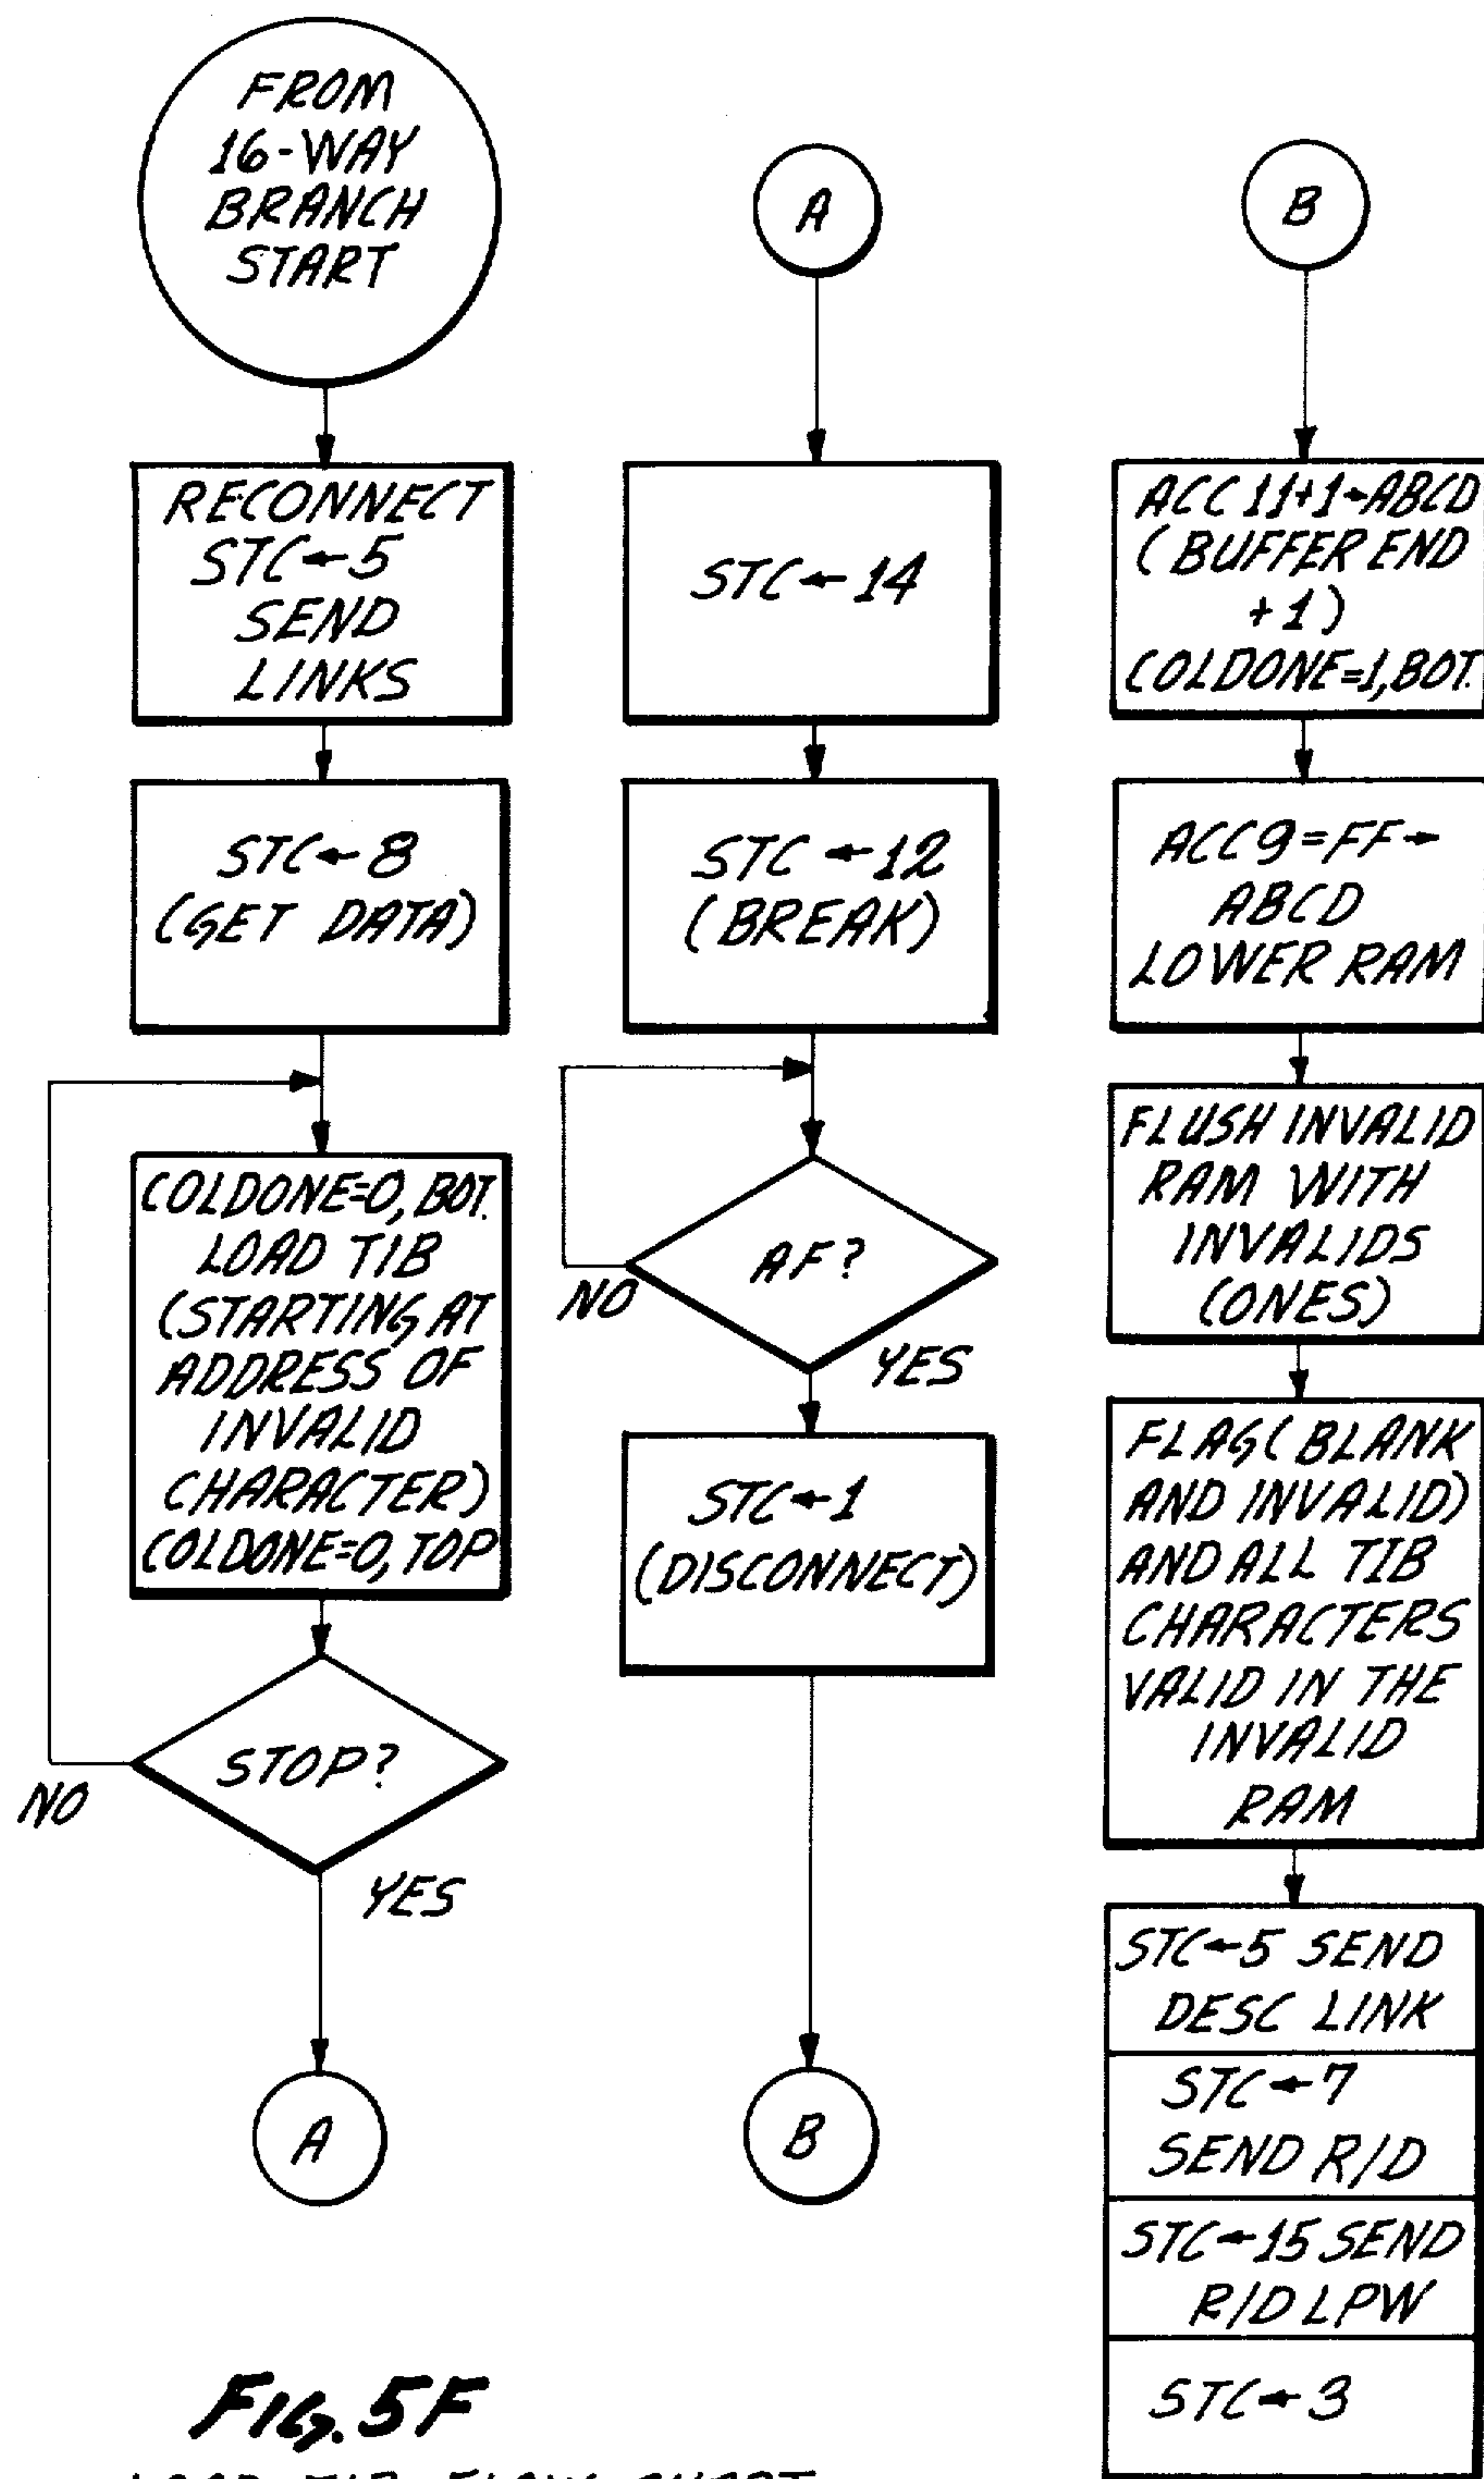 FROM
16-WAY
BRANCH
START
RECONNECT
STC←5
SEND
LINKS
STC←8
(GET DATA)
COLDONE=0, BOT.
LOAD TIB
(STARTING AT
ADDRESS OF
INVALID
CHARACTER)
COLDONE=0, TOP
STOP?
NO
YES
A
A
STC←14
STC←12
(BREAK)
AF?
NO
YES
STC←1
(DISCONNECT)
B
B
ACC 11+1→ABCD
(BUFFER END
+1)
COLDONE=1, BOT.
ACC9=FF→
ABCD
LOWER RAM
FLUSH INVALID
RAM WITH
INVALIDS
(ONES)
FLAG(BLANK
AND INVALID)
AND ALL TIB
CHARACTERS
VALID IN THE
INVALID
RAM
STC←5 SEND
DESC LINK
STC←7
SEND R/D
STC←15 SEND
R/D LPW
STC←3
FIG. 5F
LOAD TIB FLOW CHART